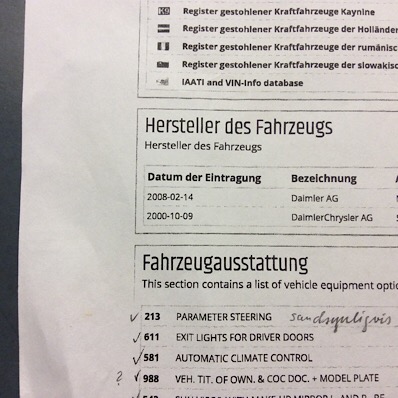 Register gestohlener Kraftfahrzeuge Kaynine
Register gestohlener Kraftfahrzeuge der Holländer
Register gestohlener Kraftfahrzeuge der rumänisc
Register gestohlener Kraftfahrzeuge der slowakis
IAATI and VIN-Info database
Hersteller des Fahrzeugs
Hersteller des Fahrzeugs
Datum der Eintragung Bezeichnung
2008-02-14 Daimler AG
2000-10-09 DaimlerChrysler AG
Fahrzeugausstattung
This section contains a list of vehicle equipment optio
✓ 213 PARAMETER STEERING sandsynligvis
✓ 611 EXIT LIGHTS FOR DRIVER DOORS
✓ 581 AUTOMATIC CLIMATE CONTROL
? ✓ 988 VEH. TIT. OF OWN. & COC DOC. + MODEL PLATE